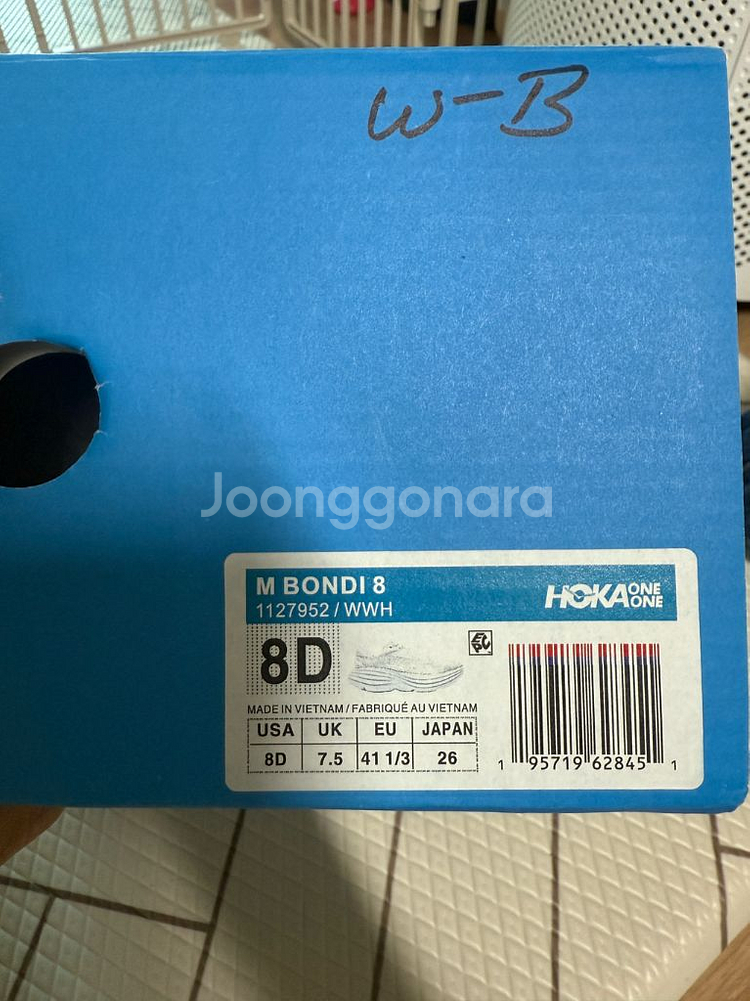 W-B
Joonggonara
M BONDI 8
1127952 / WWH
HOKA ONE ONE
8D
MADE IN VIETNAM / FABRIQUÉ AU VIETNAM
USA UK EU JAPAN
8D 7.5 41 1/3 26
1 95719 62845 1